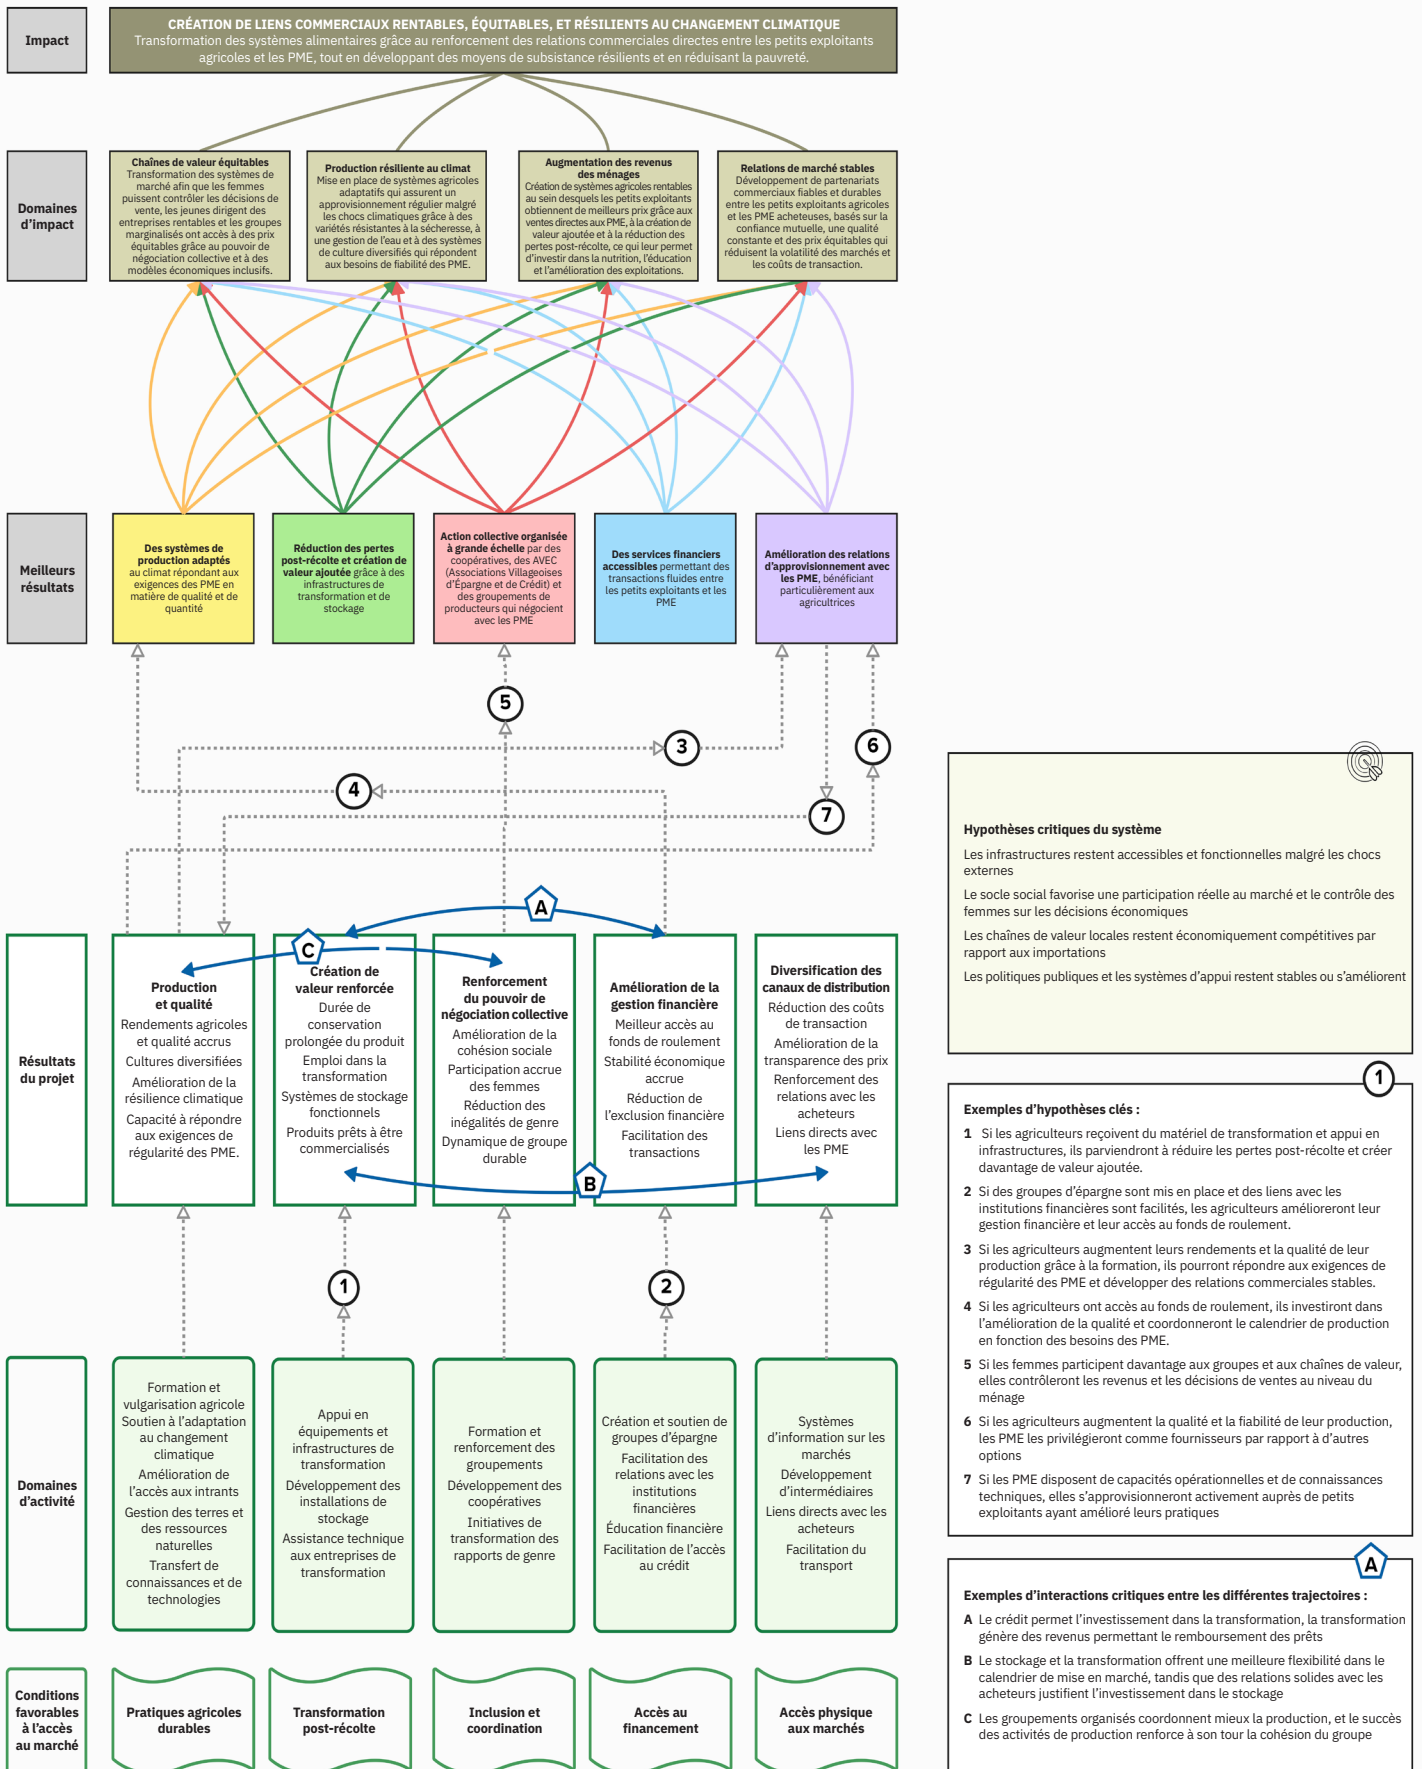 Impact
CRÉATION DE LIENS COMMERCIAUX RENTABLES, ÉQUITABLES, ET RÉSILIENTS AU CHANGEMENT CLIMATIQUE
Transformation des systèmes alimentaires grâce au renforcement des relations commerciales directes entre les petits exploitants
agricoles et les PME, tout en développant des moyens de subsistance résilients et en réduisant la pauvreté.
Domaines
d’impact
Chaînes de valeur équitables
Transformation des systèmes de
marché afin que les femmes
puissent contrôler les décisions de
vente, les jeunes dirigent des
entreprises rentables et les groupes
marginalisés ont accès à des prix
équitables grâce au pouvoir de
négociation collective et à des
modèles économiques inclusifs.
Production résiliente au climat
Mise en place de systèmes agricoles
adaptatifs qui assurent un
approvisionnement régulier malgré
les chocs climatiques grâce à des
variétés résistantes à la sécheresse, à
une gestion de l’eau et à des systèmes
de culture diversifiés qui répondent
aux besoins de fiabilité des PME.
Augmentation des revenus
des ménages
Création de systèmes agricoles rentables
au sein desquels les petits exploitants
obtiennent de meilleurs prix grâce aux
ventes directes aux PME, à la création de
valeur ajoutée et à la réduction des
pertes post-récolte, ce qui leur permet
d’investir dans la nutrition, l’éducation
et l’amélioration des exploitations.
Relations de marché stables
Développement de partenariats
commerciaux fiables et durables
entre les petits exploitants agricoles
et les PME acheteuses, basés sur la
confiance mutuelle, une qualité
constante et des prix équitables qui
réduisent la volatilité des marchés et
les coûts de transaction.
Meilleurs
résultats
Des systèmes de
production adaptés
au climat répondant aux
exigences des PME en
matière de qualité et de
quantité
Réduction des pertes
post-récolte et création de
valeur ajoutée grâce à des
infrastructures de
transformation et de
stockage
Action collective organisée
à grande échelle par des
coopératives, des AVEC
(Associations Villageoises
d’Épargne et de Crédit) et
des groupements de
producteurs qui négocient
avec les PME
Des services financiers
accessibles permettant des
transactions fluides entre
les petits exploitants et les
PME
Amélioration des relations
d’approvisionnement avec
les PME, bénéficiant
particulièrement aux
agricultrices
5
3
6
4
7
A
C
B
Résultats
du projet
Production
et qualité
Rendements agricoles
et qualité accrus
Cultures diversifiées
Amélioration de la
résilience climatique
Capacité à répondre
aux exigences de
régularité des PME.
Création de
valeur renforcée
Durée de
conservation
prolongée du produit
Emploi dans la
transformation
Systèmes de stockage
fonctionnels
Produits prêts à être
commercialisés
Renforcement
du pouvoir de
négociation collective
Amélioration de la
cohésion sociale
Participation accrue
des femmes
Réduction des
inégalités de genre
Dynamique de groupe
durable
Amélioration de la
gestion financière
Meilleur accès au
fonds de roulement
Stabilité économique
accrue
Réduction de
l’exclusion financière
Facilitation des
transactions
Diversification des
canaux de distribution
Réduction des coûts
de transaction
Amélioration de la
transparence des prix
Renforcement des
relations avec les
acheteurs
Liens directs avec
les PME
1
2
Domaines
d’activité
Formation et
vulgarisation agricole
Soutien à l’adaptation
au changement
climatique
Amélioration de
l’accès aux intrants
Gestion des terres et
des ressources
naturelles
Transfert de
connaissances et de
technologies
Appui en
équipements et
infrastructures de
transformation
Développement des
installations de
stockage
Assistance technique
aux entreprises de
transformation
Formation et
renforcement des
groupements
Développement des
coopératives
Initiatives de
transformation des
rapports de genre
Création et soutien de
groupes d’épargne
Facilitation des
relations avec les
institutions
financières
Éducation financière
Facilitation de l’accès
au crédit
Systèmes
d’information sur les
marchés
Développement
d’intermédiaires
Liens directs avec les
acheteurs
Facilitation du
transport
Conditions
favorables
à l’accès
au marché
Pratiques agricoles
durables
Transformation
post-récolte
Inclusion et
coordination
Accès au
financement
Accès physique
aux marchés
Hypothèses critiques du système
Les infrastructures restent accessibles et fonctionnelles malgré les chocs
externes
Le socle social favorise une participation réelle au marché et le contrôle des
femmes sur les décisions économiques
Les chaînes de valeur locales restent économiquement compétitives par
rapport aux importations
Les politiques publiques et les systèmes d’appui restent stables ou s’améliorent
1
Exemples d’hypothèses clés :
1 Si les agriculteurs reçoivent du matériel de transformation et appui en
infrastructures, ils parviendront à réduire les pertes post-récolte et créer
davantage de valeur ajoutée.
2 Si des groupes d’épargne sont mis en place et des liens avec les
institutions financières sont facilités, les agriculteurs amélioreront leur
gestion financière et leur accès au fonds de roulement.
3 Si les agriculteurs augmentent leurs rendements et la qualité de leur
production grâce à la formation, ils pourront répondre aux exigences de
régularité des PME et développer des relations commerciales stables.
4 Si les agriculteurs ont accès au fonds de roulement, ils investiront dans
l’amélioration de la qualité et coordonneront le calendrier de production
en fonction des besoins des PME.
5 Si les femmes participent davantage aux groupes et aux chaînes de valeur,
elles contrôleront les revenus et les décisions de ventes au niveau du
ménage
6 Si les agriculteurs augmentent la qualité et la fiabilité de leur production,
les PME les privilégieront comme fournisseurs par rapport à d’autres
options
7 Si les PME disposent de capacités opérationnelles et de connaissances
techniques, elles s’approvisionneront activement auprès de petits
exploitants ayant amélioré leurs pratiques
A
Exemples d’interactions critiques entre les différentes trajectoires :
A Le crédit permet l’investissement dans la transformation, la transformation
génère des revenus permettant le remboursement des prêts
B Le stockage et la transformation offrent une meilleure flexibilité dans le
calendrier de mise en marché, tandis que des relations solides avec les
acheteurs justifient l’investissement dans le stockage
C Les groupements organisés coordonnent mieux la production, et le succès
des activités de production renforce à son tour la cohésion du groupe